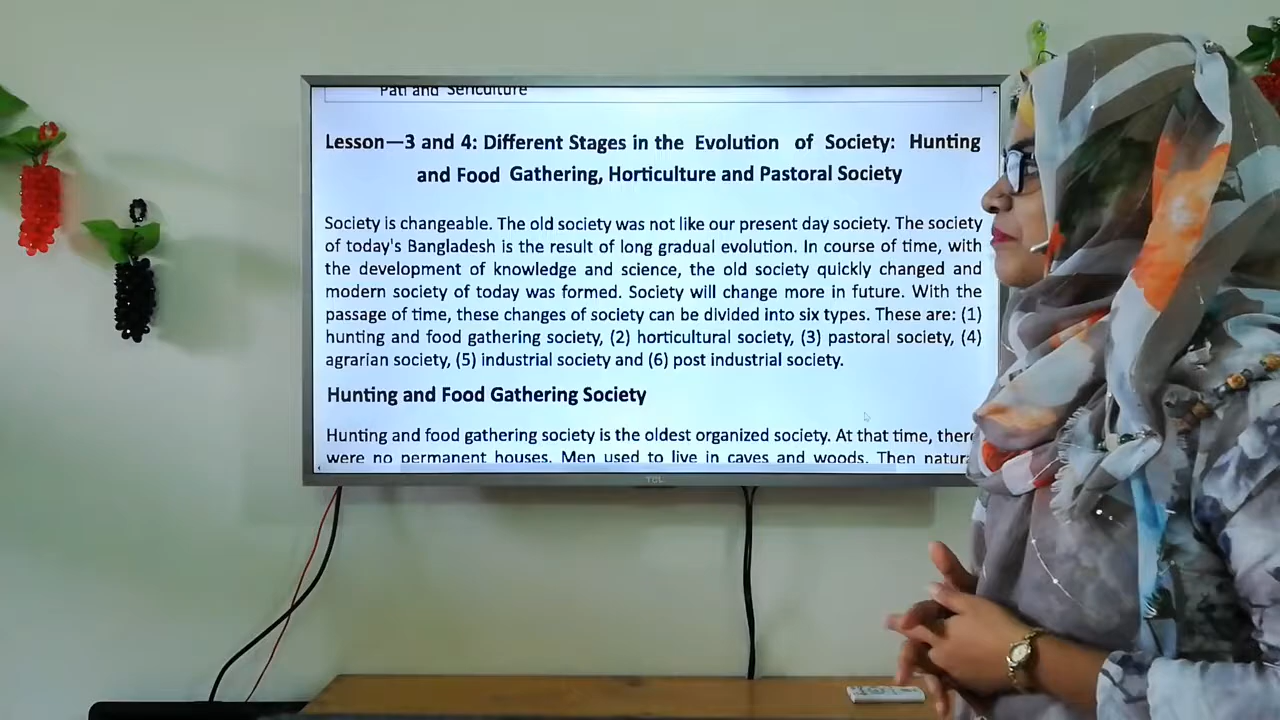 Pati and Sericulture
Lesson—3 and 4: Different Stages in the Evolution of Society: Hunting
and Food Gathering, Horticulture and Pastoral Society
Society is changeable. The old society was not like our present day society. The society
of today's Bangladesh is the result of long gradual evolution. In course of time, with
the development of knowledge and science, the old society quickly changed and
modern society of today was formed. Society will change more in future. With the
passage of time, these changes of society can be divided into six types. These are: (1)
hunting and food gathering society, (2) horticultural society, (3) pastoral society, (4)
agrarian society, (5) industrial society and (6) post industrial society.
Hunting and Food Gathering Society
Hunting and food gathering society is the oldest organized society. At that time, there
were no permanent houses. Men used to live in caves and woods. Then natura
TCL